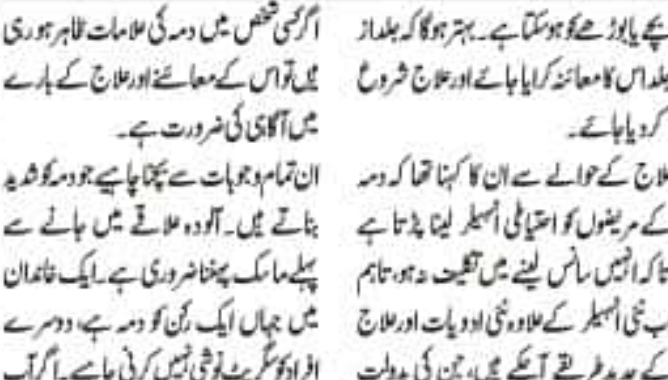 بچے یا بوڑھے کو ہوسکتا ہے۔ بہتر ہوگا کہ جلد از
جلد اس کا معائنہ کرایا جائے اور علاج شروع
کر دیا جائے۔
علاج کے حوالے سے ان کا کہنا تھا کہ دمہ
کے مریضوں کو احتیاطی انہیلر لینا پڑتا ہے
تاکہ انہیں سانس لینے میں تکلیف نہ ہو، تاہم
اب نئی انہیلر کے علاوہ نئی ادویات اور علاج
کے جدید طریقے آچکے ہیں، جن کی بدولت
اگر کسی شخص میں دمہ کی علامات ظاہر ہو رہی
ہیں تو اس کے معائنے اور علاج کے بارے
میں آگاہی کی ضرورت ہے۔
ان تمام وجوہات سے بچنا چاہیے جو دمہ کو شدید
بناتے ہیں۔ آلودہ علاقے میں جانے سے
پہلے ماسک پہننا ضروری ہے۔ ایک خاندان
میں جہاں ایک رکن کو دمہ ہے، دوسرے
افراد کو سگریٹ نوشی نہیں کرنی چاہیے۔ اگر آپ